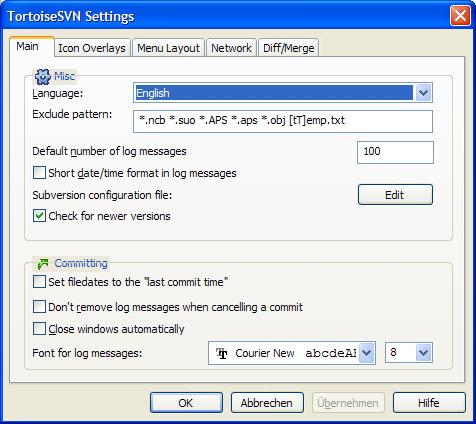 TortoiseSVN Settings
Main Icon Overlays Menu Layout Network Diff/Merge
Misc
Language: English
Exclude pattern: *.ncb *.suo *.APS *.aps *.obj [tT]emp.txt
Default number of log messages 100
Short date/time format in log messages
Subversion configuration file: Edit
Check for newer versions
Committing
Set filedates to the "last commit time"
Don't remove log messages when cancelling a commit
Close windows automatically
Font for log messages: Courier New abcdeA 8
OK Abbrechen Übernehmen Hilfe